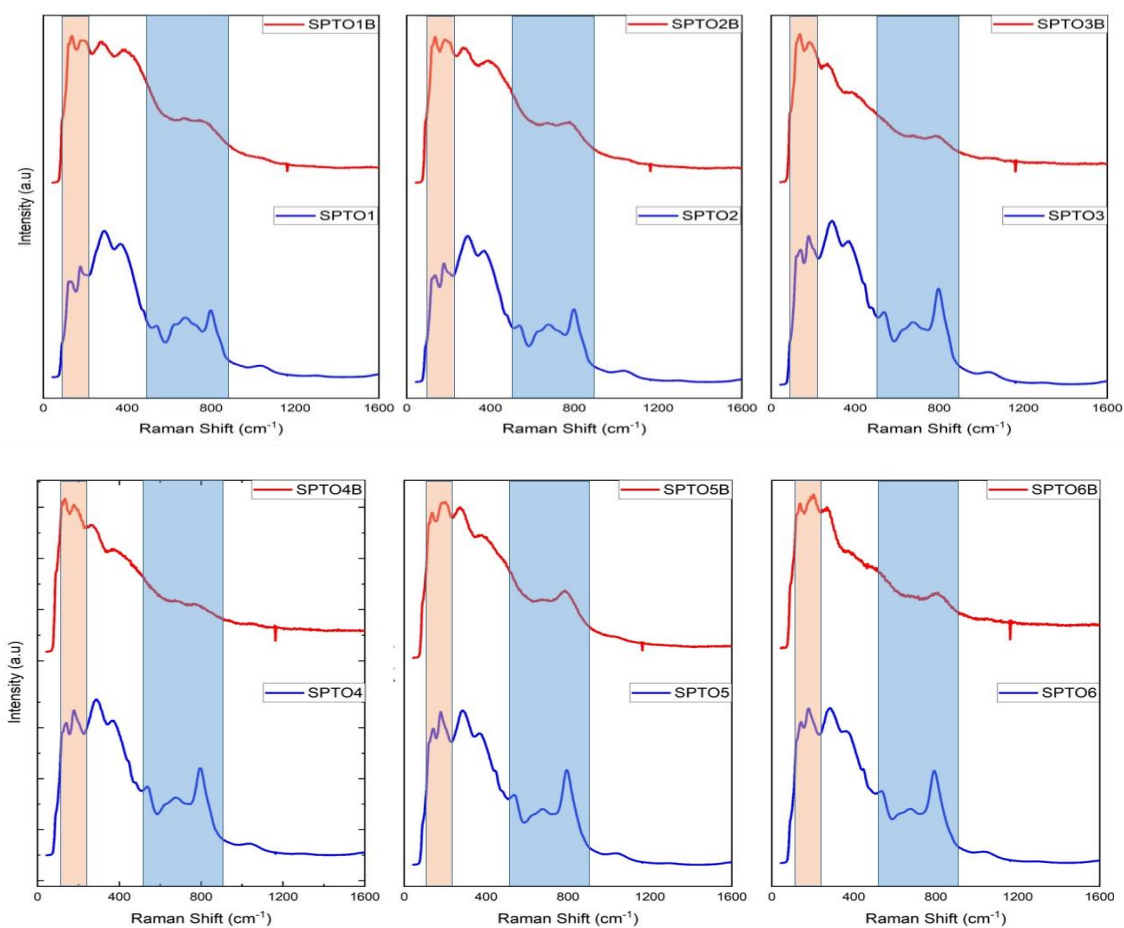 SPTO1B
SPTO2B
SPTO3B
Intensity (a.u)
SPTO1
SPTO2
SPTO3
0 400 800 1200 1600
0 400 800 1200 1600
0 400 800 1200 1600
Raman Shift (cm⁻¹)
Raman Shift (cm⁻¹)
Raman Shift (cm⁻¹)
SPTO4B
SPTO5B
SPTO6B
Intensity (a.u)
SPTO4
SPTO5
SPTO6
0 400 800 1200 1600
0 400 800 1200 1600
0 400 800 1200 1600
Raman Shift (cm⁻¹)
Raman Shift (cm⁻¹)
Raman Shift (cm⁻¹)